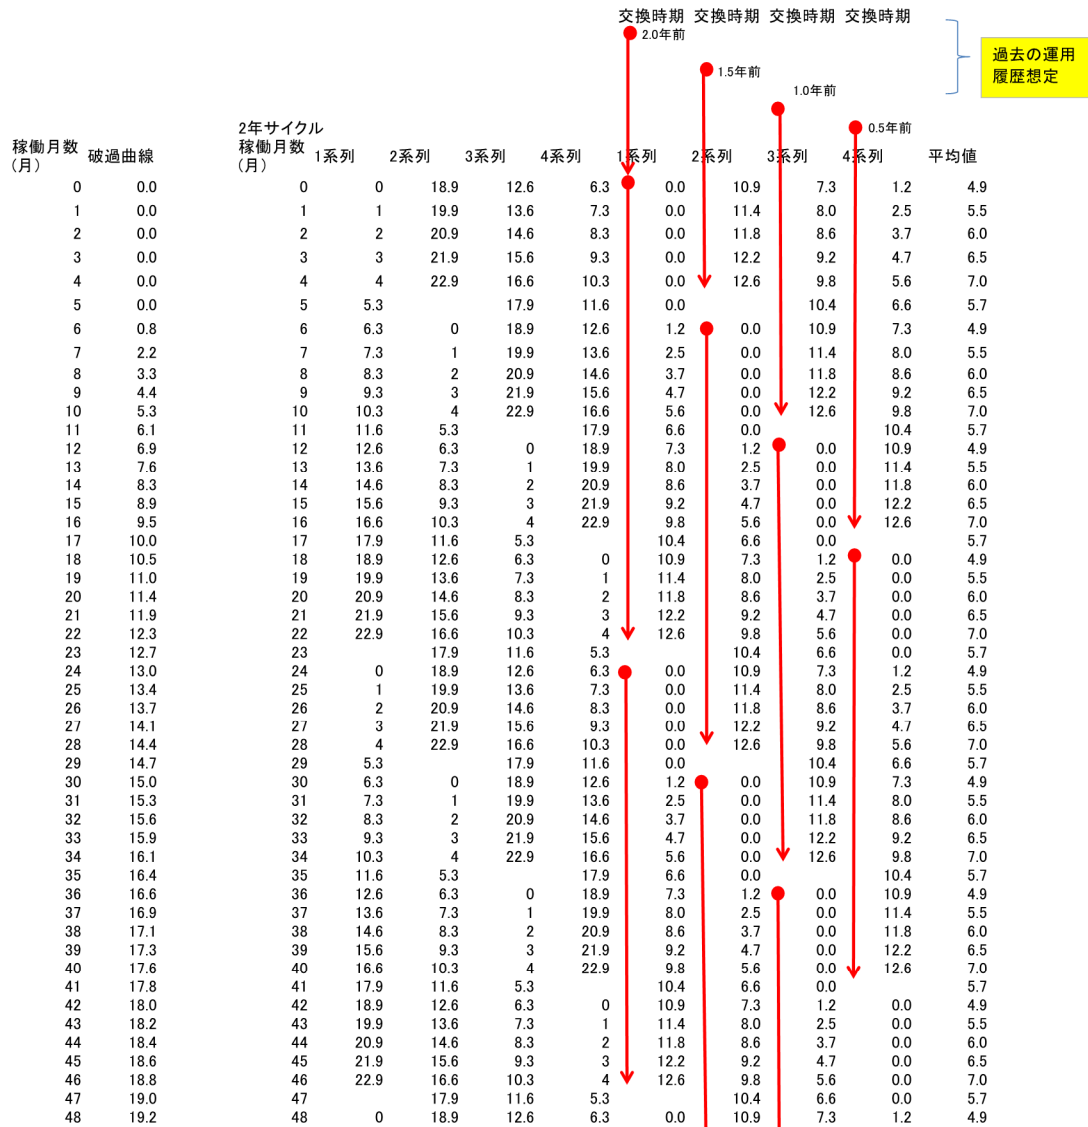 交換時期 交換時期 交換時期 交換時期
2.0年前
過去の運用
履歴想定
1.5年前
1.0年前
0.5年前
2年サイクル
稼働月数
(月) 破過曲線 稼働月数
(月) 1系列 2系列 3系列 4系列 1系列 2系列 3系列 4系列 平均値
0 0.0 0 0 18.9 12.6 6.3 0.0 10.9 7.3 1.2 4.9
1 0.0 1 1 19.9 13.6 7.3 0.0 11.4 8.0 2.5 5.5
2 0.0 2 2 20.9 14.6 8.3 0.0 11.8 8.6 3.7 6.0
3 0.0 3 3 21.9 15.6 9.3 0.0 12.2 9.2 4.7 6.5
4 0.0 4 4 22.9 16.6 10.3 0.0 12.6 9.8 5.6 7.0
5 0.0 5 5.3 17.9 11.6 0.0 10.4 6.6 5.7
6 0.8 6 6.3 0 18.9 12.6 1.2 0.0 10.9 7.3 4.9
7 2.2 7 7.3 1 19.9 13.6 2.5 0.0 11.4 8.0 5.5
8 3.3 8 8.3 2 20.9 14.6 3.7 0.0 11.8 8.6 6.0
9 4.4 9 9.3 3 21.9 15.6 4.7 0.0 12.2 9.2 6.5
10 5.3 10 10.3 4 22.9 16.6 5.6 0.0 12.6 9.8 7.0
11 6.1 11 11.6 5.3 17.9 6.6 0.0 10.4 5.7
12 6.9 12 12.6 6.3 0 18.9 7.3 1.2 0.0 10.9 4.9
13 7.6 13 13.6 7.3 1 19.9 8.0 2.5 0.0 11.4 5.5
14 8.3 14 14.6 8.3 2 20.9 8.6 3.7 0.0 11.8 6.0
15 8.9 15 15.6 9.3 3 21.9 9.2 4.7 0.0 12.2 6.5
16 9.5 16 16.6 10.3 4 22.9 9.8 5.6 0.0 12.6 7.0
17 10.0 17 17.9 11.6 5.3 10.4 6.6 0.0 5.7
18 10.5 18 18.9 12.6 6.3 0 10.9 7.3 1.2 0.0 4.9
19 11.0 19 19.9 13.6 7.3 1 11.4 8.0 2.5 0.0 5.5
20 11.4 20 20.9 14.6 8.3 2 11.8 8.6 3.7 0.0 6.0
21 11.9 21 21.9 15.6 9.3 3 12.2 9.2 4.7 0.0 6.5
22 12.3 22 22.9 16.6 10.3 4 12.6 9.8 5.6 0.0 7.0
23 12.7 23 17.9 11.6 5.3 10.4 6.6 0.0 5.7
24 13.0 24 0 18.9 12.6 6.3 0.0 10.9 7.3 1.2 4.9
25 13.4 25 1 19.9 13.6 7.3 0.0 11.4 8.0 2.5 5.5
26 13.7 26 2 20.9 14.6 8.3 0.0 11.8 8.6 3.7 6.0
27 14.1 27 3 21.9 15.6 9.3 0.0 12.2 9.2 4.7 6.5
28 14.4 28 4 22.9 16.6 10.3 0.0 12.6 9.8 5.6 7.0
29 14.7 29 5.3 17.9 11.6 0.0 10.4 6.6 5.7
30 15.0 30 6.3 0 18.9 12.6 1.2 0.0 10.9 7.3 4.9
31 15.3 31 7.3 1 19.9 13.6 2.5 0.0 11.4 8.0 5.5
32 15.6 32 8.3 2 20.9 14.6 3.7 0.0 11.8 8.6 6.0
33 15.9 33 9.3 3 21.9 15.6 4.7 0.0 12.2 9.2 6.5
34 16.1 34 10.3 4 22.9 16.6 5.6 0.0 12.6 9.8 7.0
35 16.4 35 11.6 5.3 17.9 6.6 0.0 10.4 5.7
36 16.6 36 12.6 6.3 0 18.9 7.3 1.2 0.0 10.9 4.9
37 16.9 37 13.6 7.3 1 19.9 8.0 2.5 0.0 11.4 5.5
38 17.1 38 14.6 8.3 2 20.9 8.6 3.7 0.0 11.8 6.0
39 17.3 39 15.6 9.3 3 21.9 9.2 4.7 0.0 12.2 6.5
40 17.6 40 16.6 10.3 4 22.9 9.8 5.6 0.0 12.6 7.0
41 17.8 41 17.9 11.6 5.3 10.4 6.6 0.0 5.7
42 18.0 42 18.9 12.6 6.3 0 10.9 7.3 1.2 0.0 4.9
43 18.2 43 19.9 13.6 7.3 1 11.4 8.0 2.5 0.0 5.5
44 18.4 44 20.9 14.6 8.3 2 11.8 8.6 3.7 0.0 6.0
45 18.6 45 21.9 15.6 9.3 3 12.2 9.2 4.7 0.0 6.5
46 18.8 46 22.9 16.6 10.3 4 12.6 9.8 5.6 0.0 7.0
47 19.0 47 17.9 11.6 5.3 10.4 6.6 0.0 5.7
48 19.2 48 0 18.9 12.6 6.3 0.0 10.9 7.3 1.2 4.9